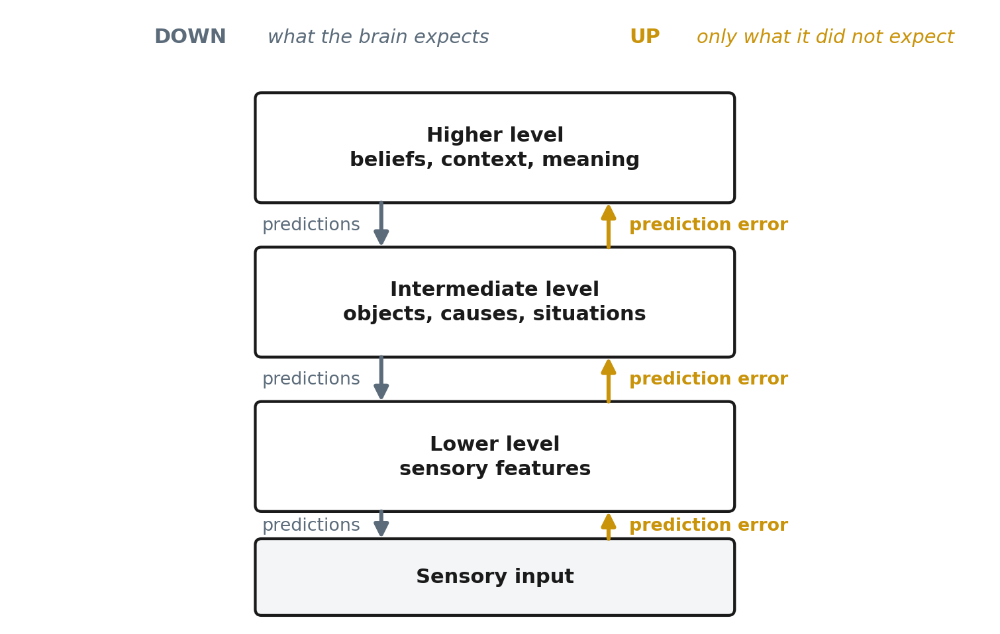 DOWN what the brain expects UP only what it did not expect
Higher level
beliefs, context, meaning
predictions prediction error
Intermediate level
objects, causes, situations
predictions prediction error
Lower level
sensory features
predictions prediction error
Sensory input